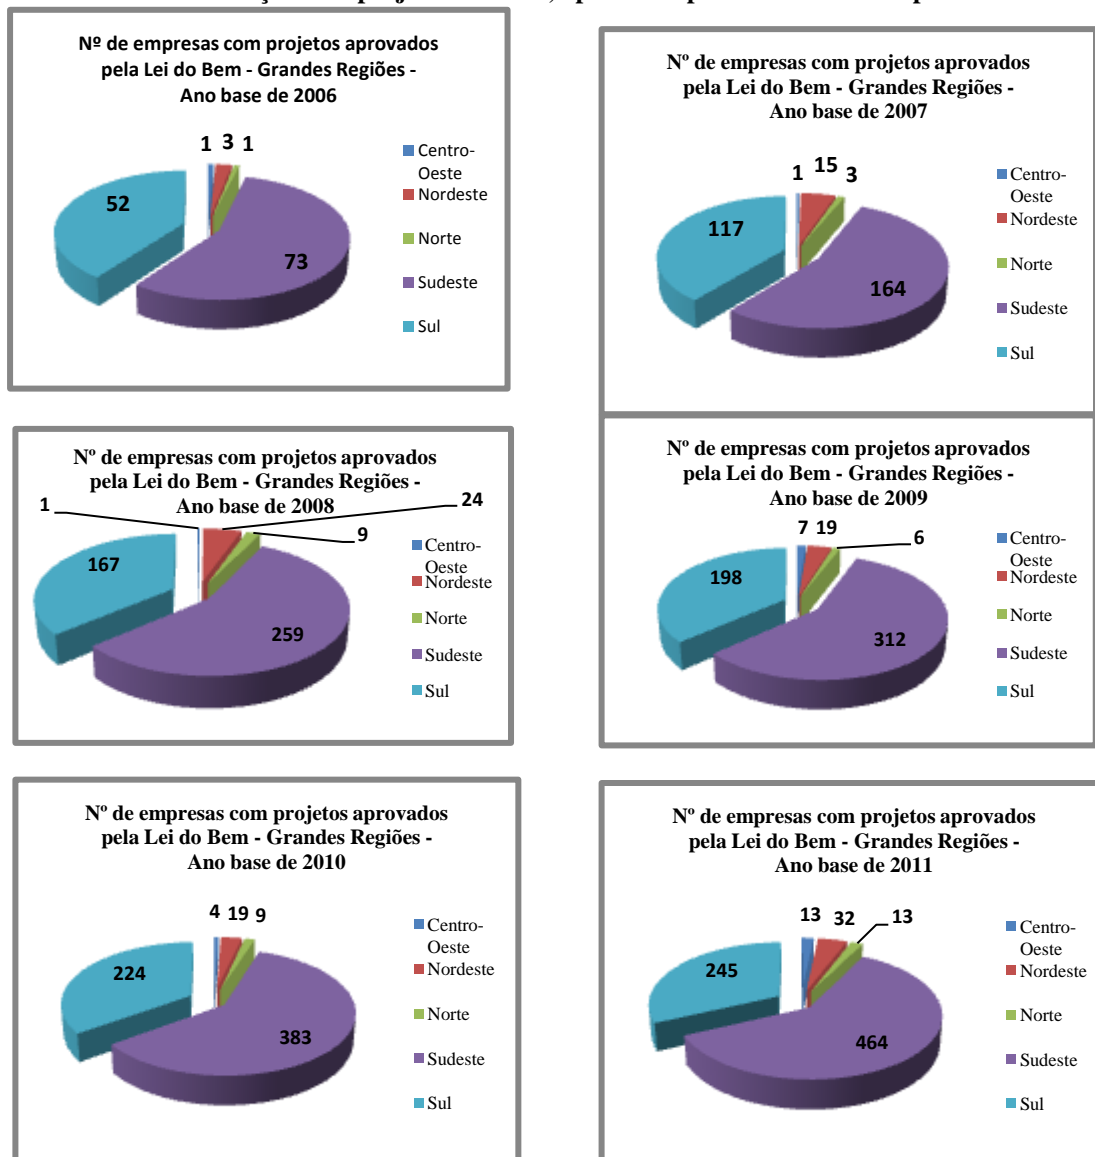 Nº de empresas com projetos aprovados
pela Lei do Bem - Grandes Regiões -
Ano base de 2006
1 3 1
52
73
Centro-
Oeste
Nordeste
Norte
Sudeste
Sul
Nº de empresas com projetos aprovados
pela Lei do Bem - Grandes Regiões -
Ano base de 2007
1 15 3
117
164
Centro-
Oeste
Nordeste
Norte
Sudeste
Sul
Nº de empresas com projetos aprovados
pela Lei do Bem - Grandes Regiões -
Ano base de 2008
1 24
9
167
259
Centro-
Oeste
Nordeste
Norte
Sudeste
Sul
Nº de empresas com projetos aprovados
pela Lei do Bem - Grandes Regiões -
Ano base de 2009
7 19 6
198
312
Centro-
Oeste
Nordeste
Norte
Sudeste
Sul
Nº de empresas com projetos aprovados
pela Lei do Bem - Grandes Regiões -
Ano base de 2010
4 19 9
224
383
Centro-
Oeste
Nordeste
Norte
Sudeste
Sul
Nº de empresas com projetos aprovados
pela Lei do Bem - Grandes Regiões -
Ano base de 2011
13 32 13
245
464
Centro-
Oeste
Nordeste
Norte
Sudeste
Sul